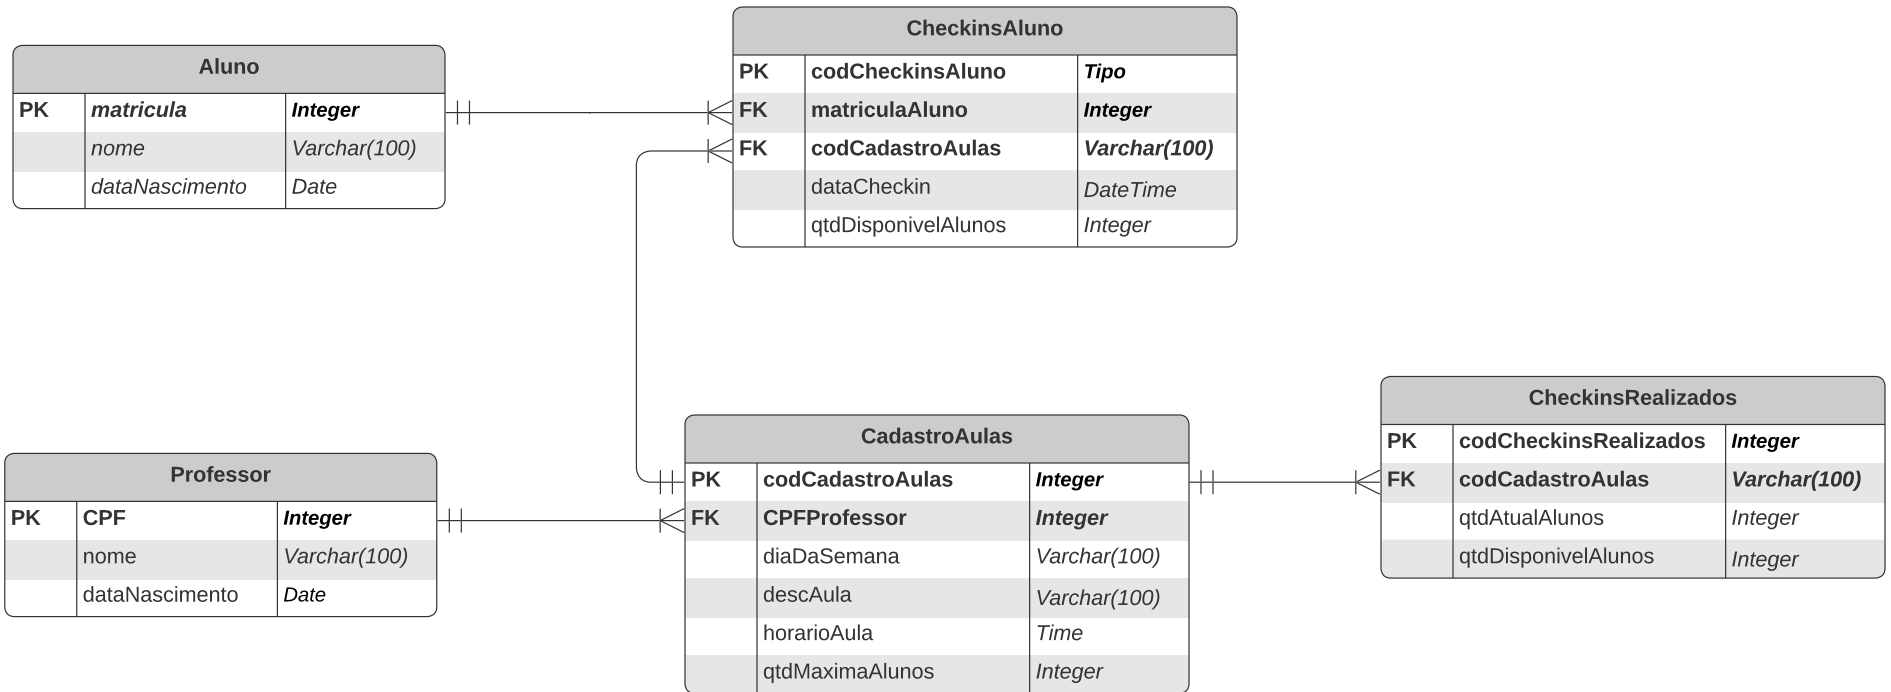 Aluno
PK matricula Integer
nome Varchar(100)
dataNascimento Date
CheckinsAluno
PK codCheckinsAluno Tipo
FK matriculaAluno Integer
FK codCadastroAulas Varchar(100)
dataCheckin DateTime
qtdDisponivelAlunos Integer
Professor
PK CPF Integer
nome Varchar(100)
dataNascimento Date
CadastroAulas
PK codCadastroAulas Integer
FK CPFProfessor Integer
diaDaSemana Varchar(100)
descAula Varchar(100)
horarioAula Time
qtdMaximaAlunos Integer
CheckinsRealizados
PK codCheckinsRealizados Integer
FK codCadastroAulas Varchar(100)
qtdAtualAlunos Integer
qtdDisponivelAlunos Integer